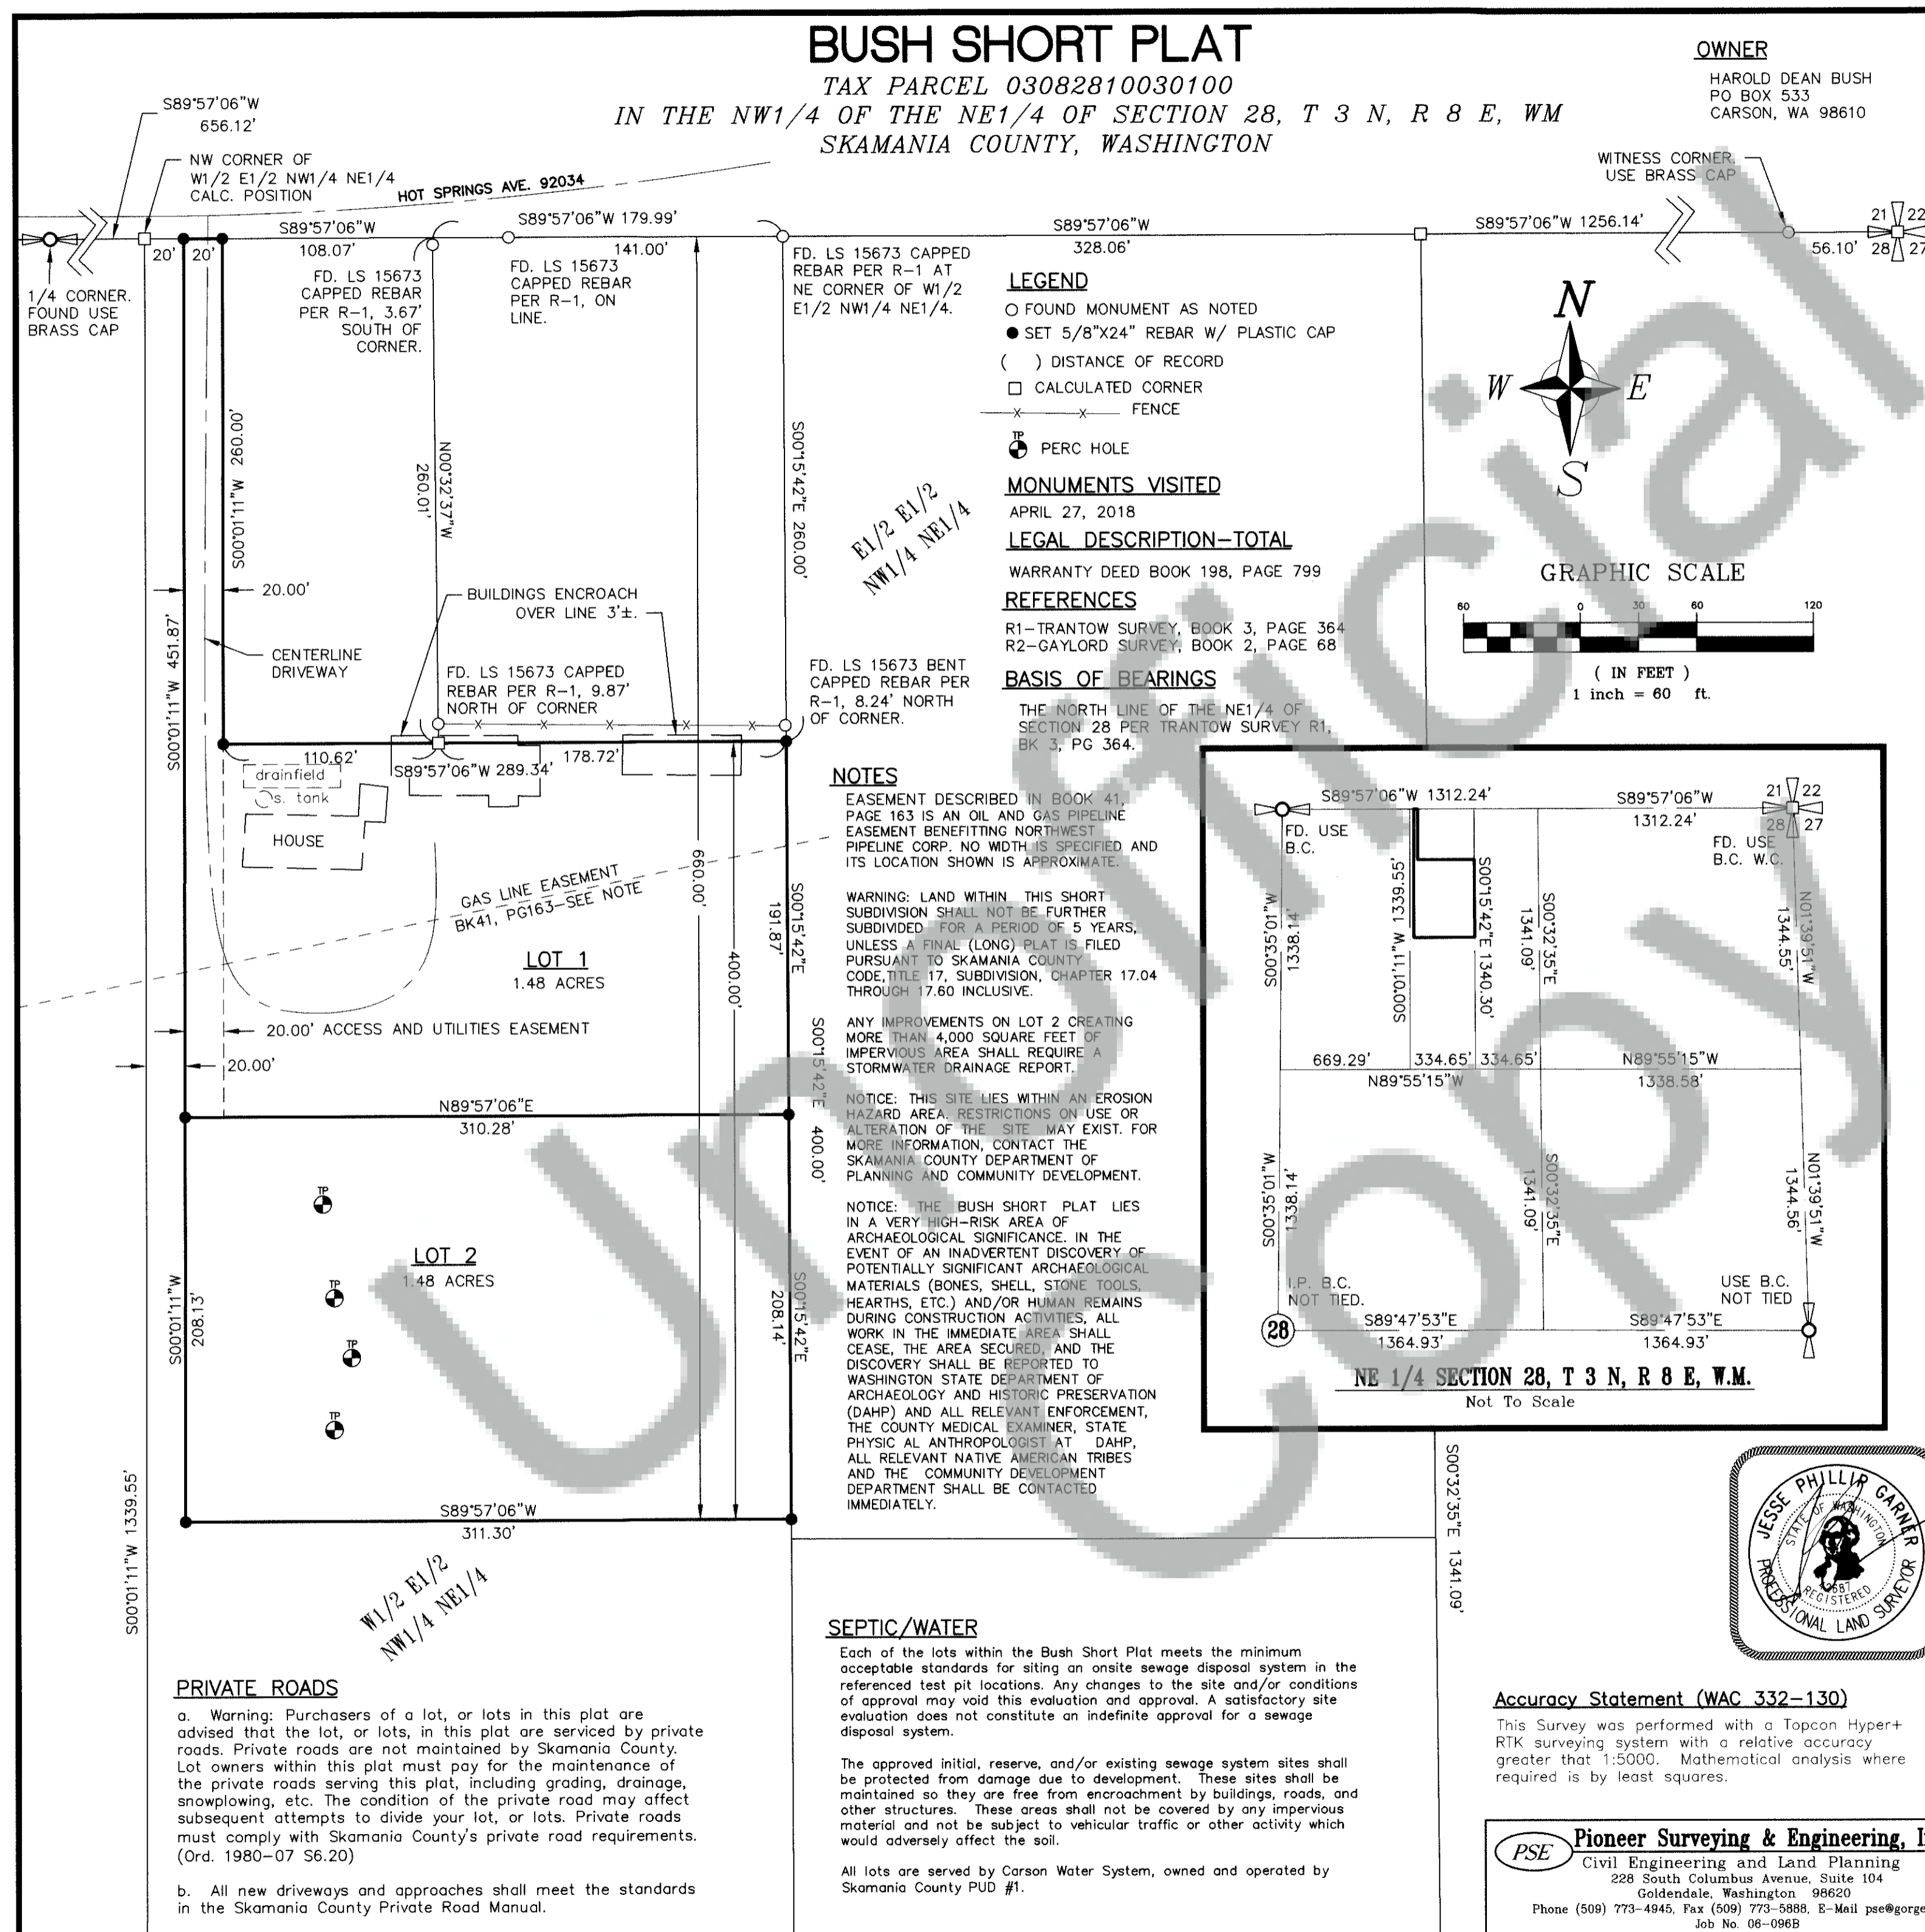 BUSH SHORT PLAT
TAX PARCEL 03082810030100
IN THE NW1/4 OF THE NE1/4 OF SECTION 28, T 3 N, R 8 E, WM
SKAMANIA COUNTY, WASHINGTON
OWNER
HAROLD DEAN BUSH
PO BOX 533
CARSON, WA 98610
S89°57'06"W
656.12'
NW CORNER OF
W1/2 E1/2 NW1/4 NE1/4
CALC. POSITION
HOT SPRINGS AVE. 92034
WITNESS CORNER.
USE BRASS CAP
S89°57'06"W
108.07'
S89°57'06"W 179.99'
141.00'
S89°57'06"W
328.06'
S89°57'06"W 1256.14'
56.10'
21 22
28 27
20'
20'
1/4 CORNER.
FOUND USE
BRASS CAP
FD. LS 15673
CAPPED REBAR
PER R-1, 3.67'
SOUTH OF
CORNER.
FD. LS 15673
CAPPED REBAR
PER R-1, ON
LINE.
FD. LS 15673 CAPPED
REBAR PER R-1 AT
NE CORNER OF W1/2
E1/2 NW1/4 NE1/4.
LEGEND
FOUND MONUMENT AS NOTED
SET 5/8"X24" REBAR W/ PLASTIC CAP
( ) DISTANCE OF RECORD
CALCULATED CORNER
X X FENCE
TP
PERC HOLE
N
W E
S
MONUMENTS VISITED
APRIL 27, 2018
LEGAL DESCRIPTION-TOTAL
WARRANTY DEED BOOK 198, PAGE 799
REFERENCES
R1-TRANTOW SURVEY, BOOK 3, PAGE 364
R2-GAYLORD SURVEY, BOOK 2, PAGE 68
BASIS OF BEARINGS
THE NORTH LINE OF THE NE1/4 OF
SECTION 28 PER TRANTOW SURVEY R1,
BK 3, PG 364.
GRAPHIC SCALE
60 0 30 60 120
( IN FEET )
1 inch = 60 ft.
S00°01'11"W 260.00'
N00°32'37"W
260.01'
S00°15'42"E 260.00'
E1/2 E1/2
NW1/4 NE1/4
S00°01'11"W 451.87'
20.00'
CENTERLINE
DRIVEWAY
BUILDINGS ENCROACH
OVER LINE 3'±.
FD. LS 15673 CAPPED
REBAR PER R-1, 9.87'
NORTH OF CORNER
FD. LS 15673 BENT
CAPPED REBAR PER
R-1, 8.24' NORTH
OF CORNER.
X X X X X
110.62'
S89°57'06"W 289.34'
178.72'
drainfield
s. tank
HOUSE
GAS LINE EASEMENT
BK41, PG163-SEE NOTE
660.00'
400.00'
191.87'
S00°15'42"E
LOT 1
1.48 ACRES
20.00' ACCESS AND UTILITIES EASEMENT
20.00'
S00°15'42"E 400.00'
N89°57'06"E
310.28'
TP
TP
TP
TP
LOT 2
1.48 ACRES
S00°01'11"W
208.13'
S00°15'42"E
208.14'
S89°57'06"W
311.30'
S00°01'11"W 1339.55'
W1/2 E1/2
NW1/4 NE1/4
NOTES
EASEMENT DESCRIBED IN BOOK 41,
PAGE 163 IS AN OIL AND GAS PIPELINE
EASEMENT BENEFITTING NORTHWEST
PIPELINE CORP. NO WIDTH IS SPECIFIED AND
ITS LOCATION SHOWN IS APPROXIMATE.
WARNING: LAND WITHIN THIS SHORT
SUBDIVISION SHALL NOT BE FURTHER
SUBDIVIDED FOR A PERIOD OF 5 YEARS,
UNLESS A FINAL (LONG) PLAT IS FILED
PURSUANT TO SKAMANIA COUNTY
CODE,TITLE 17, SUBDIVISION, CHAPTER 17.04
THROUGH 17.60 INCLUSIVE.
ANY IMPROVEMENTS ON LOT 2 CREATING
MORE THAN 4,000 SQUARE FEET OF
IMPERVIOUS AREA SHALL REQUIRE A
STORMWATER DRAINAGE REPORT.
NOTICE: THIS SITE LIES WITHIN AN EROSION
HAZARD AREA. RESTRICTIONS ON USE OR
ALTERATION OF THE SITE MAY EXIST. FOR
MORE INFORMATION, CONTACT THE
SKAMANIA COUNTY DEPARTMENT OF
PLANNING AND COMMUNITY DEVELOPMENT.
NOTICE: THE BUSH SHORT PLAT LIES
IN A VERY HIGH-RISK AREA OF
ARCHAEOLOGICAL SIGNIFICANCE. IN THE
EVENT OF AN INADVERTENT DISCOVERY OF
POTENTIALLY SIGNIFICANT ARCHAEOLOGICAL
MATERIALS (BONES, SHELL, STONE TOOLS,
HEARTHS, ETC.) AND/OR HUMAN REMAINS
DURING CONSTRUCTION ACTIVITIES, ALL
WORK IN THE IMMEDIATE AREA SHALL
CEASE, THE AREA SECURED, AND THE
DISCOVERY SHALL BE REPORTED TO
WASHINGTON STATE DEPARTMENT OF
ARCHAEOLOGY AND HISTORIC PRESERVATION
(DAHP) AND ALL RELEVANT ENFORCEMENT,
THE COUNTY MEDICAL EXAMINER, STATE
PHYSIC AL ANTHROPOLOGIST AT DAHP,
ALL RELEVANT NATIVE AMERICAN TRIBES
AND THE COMMUNITY DEVELOPMENT
DEPARTMENT SHALL BE CONTACTED
IMMEDIATELY.
S89°57'06"W 1312.24'
S89°57'06"W
1312.24'
21 22
28 27
FD. USE
B.C.
FD. USE
B.C. W.C.
S00°35'01"W
1338.14'
S00°01'11"W 1339.55'
S00°15'42"E 1340.30'
S00°32'35"E
1341.09'
N01°39'51"W
1344.55'
669.29'
334.65'
334.65'
N89°55'15"W
N89°55'15"W
1338.58'
S00°35'01"W
1338.14'
S00°32'35"E
1341.09'
N01°39'51"W
1344.56'
I.P. B.C.
NOT TIED.
USE B.C.
NOT TIED
28
S89°47'53"E
1364.93'
S89°47'53"E
1364.93'
NE 1/4 SECTION 28, T 3 N, R 8 E, W.M.
Not To Scale
S00°32'35"E 1341.09'
JESSE PHILLIP GARNER
STATE OF WASHINGTON
REGISTERED
PROFESSIONAL LAND SURVEYOR
PRIVATE ROADS
a. Warning: Purchasers of a lot, or lots in this plat are
advised that the lot, or lots, in this plat are serviced by private
roads. Private roads are not maintained by Skamania County.
Lot owners within this plat must pay for the maintenance of
the private roads serving this plat, including grading, drainage,
snowplowing, etc. The condition of the private road may affect
subsequent attempts to divide your lot, or lots. Private roads
must comply with Skamania County's private road requirements.
(Ord. 1980-07 S6.20)
b. All new driveways and approaches shall meet the standards
in the Skamania County Private Road Manual.
SEPTIC/WATER
Each of the lots within the Bush Short Plat meets the minimum
acceptable standards for siting an onsite sewage disposal system in the
referenced test pit locations. Any changes to the site and/or conditions
of approval may void this evaluation and approval. A satisfactory site
evaluation does not constitute an indefinite approval for a sewage
disposal system.
The approved initial, reserve, and/or existing sewage system sites shall
be protected from damage due to development. These sites shall be
maintained so they are free from encroachment by buildings, roads, and
other structures. These areas shall not be covered by any impervious
material and not be subject to vehicular traffic or other activity which
would adversely affect the soil.
All lots are served by Carson Water System, owned and operated by
Skamania County PUD #1.
Accuracy Statement (WAC 332-130)
This Survey was performed with a Topcon Hyper+
RTK surveying system with a relative accuracy
greater that 1:5000. Mathematical analysis where
required is by least squares.
PSE
Pioneer Surveying & Engineering,
Civil Engineering and Land Planning
228 South Columbus Avenue, Suite 104
Goldendale, Washington 98620
Phone (509) 773-4945, Fax (509) 773-5888, E-Mail pse@gorge
Job No. 06-096B
Unofficial
Copy